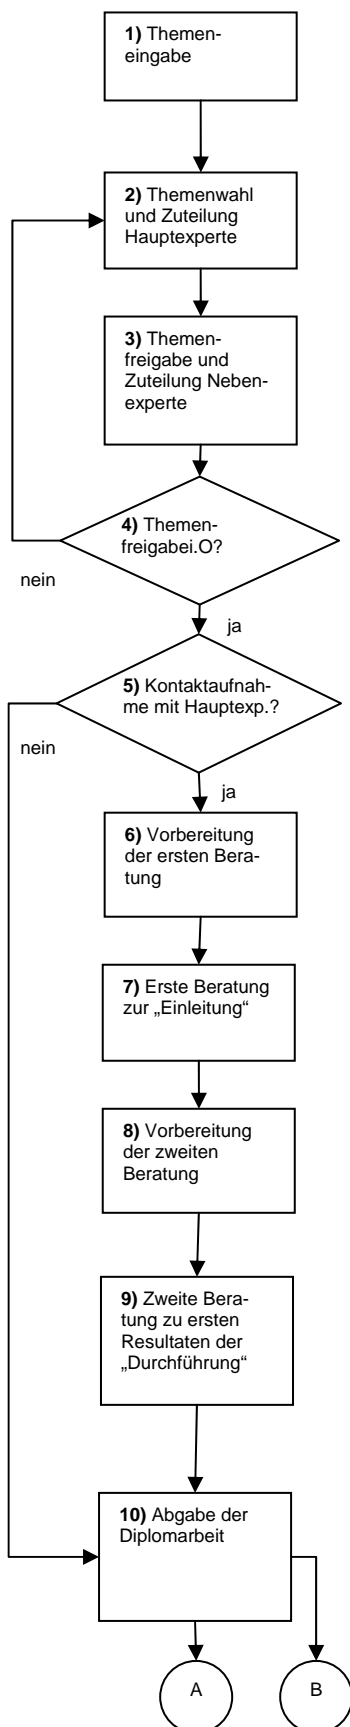 1) Themen-
eingabe
2) Themenwahl
und Zuteilung
Hauptexperte
3) Themen-
freigabe und
Zuteilung Neben-
experte
4) Themen-
freigabei.O?
nein
ja
5) Kontaktaufnah-
me mit Hauptexp.?
nein
ja
6) Vorbereitung
der ersten Bera-
tung
7) Erste Beratung
zur „Einleitung“
8) Vorbereitung
der zweiten
Beratung
9) Zweite Bera-
tung zu ersten
Resultaten der
„Durchführung“
10) Abgabe der
Diplomarbeit
A
B